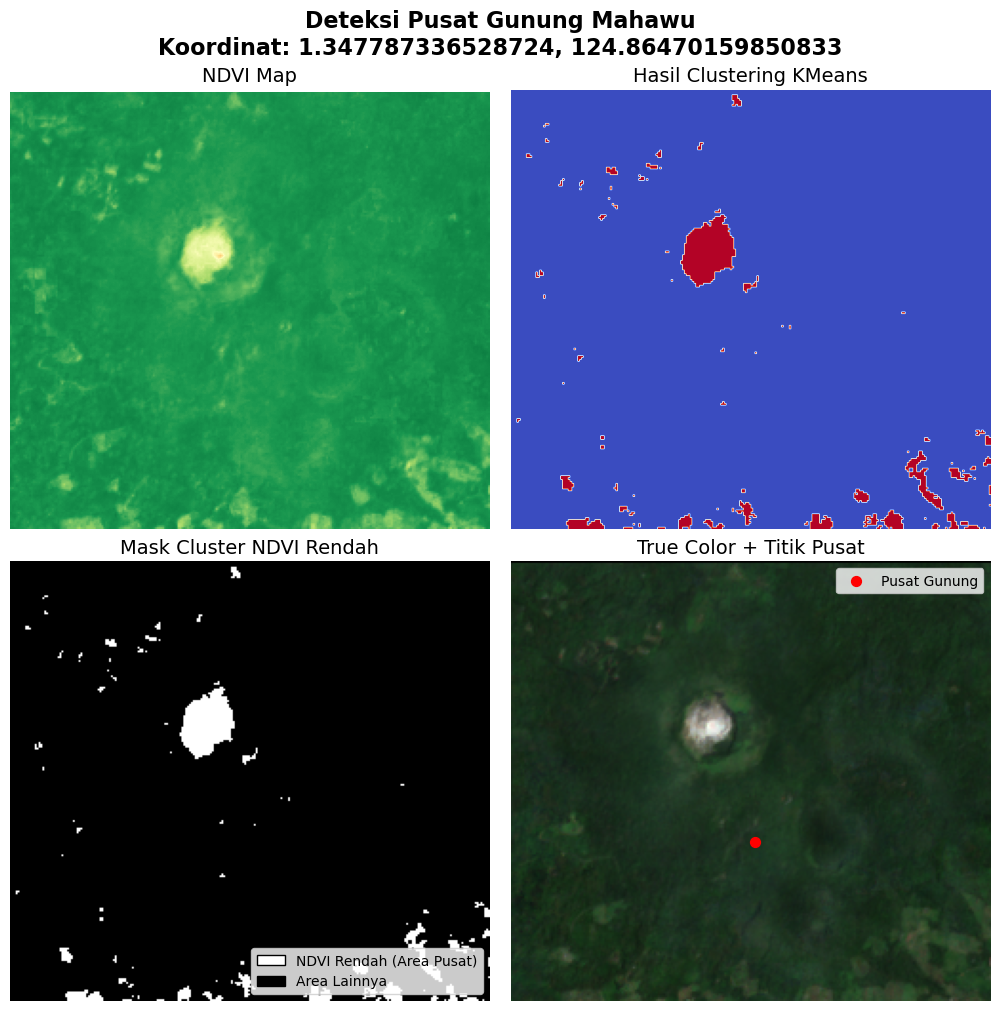 Deteksi Pusat Gunung Mahawu
Koordinat: 1.347787336528724, 124.86470159850833
NDVI Map
Hasil Clustering KMeans
Mask Cluster NDVI Rendah
NDVI Rendah (Area Pusat)
Area Lainnya
True Color + Titik Pusat
Pusat Gunung